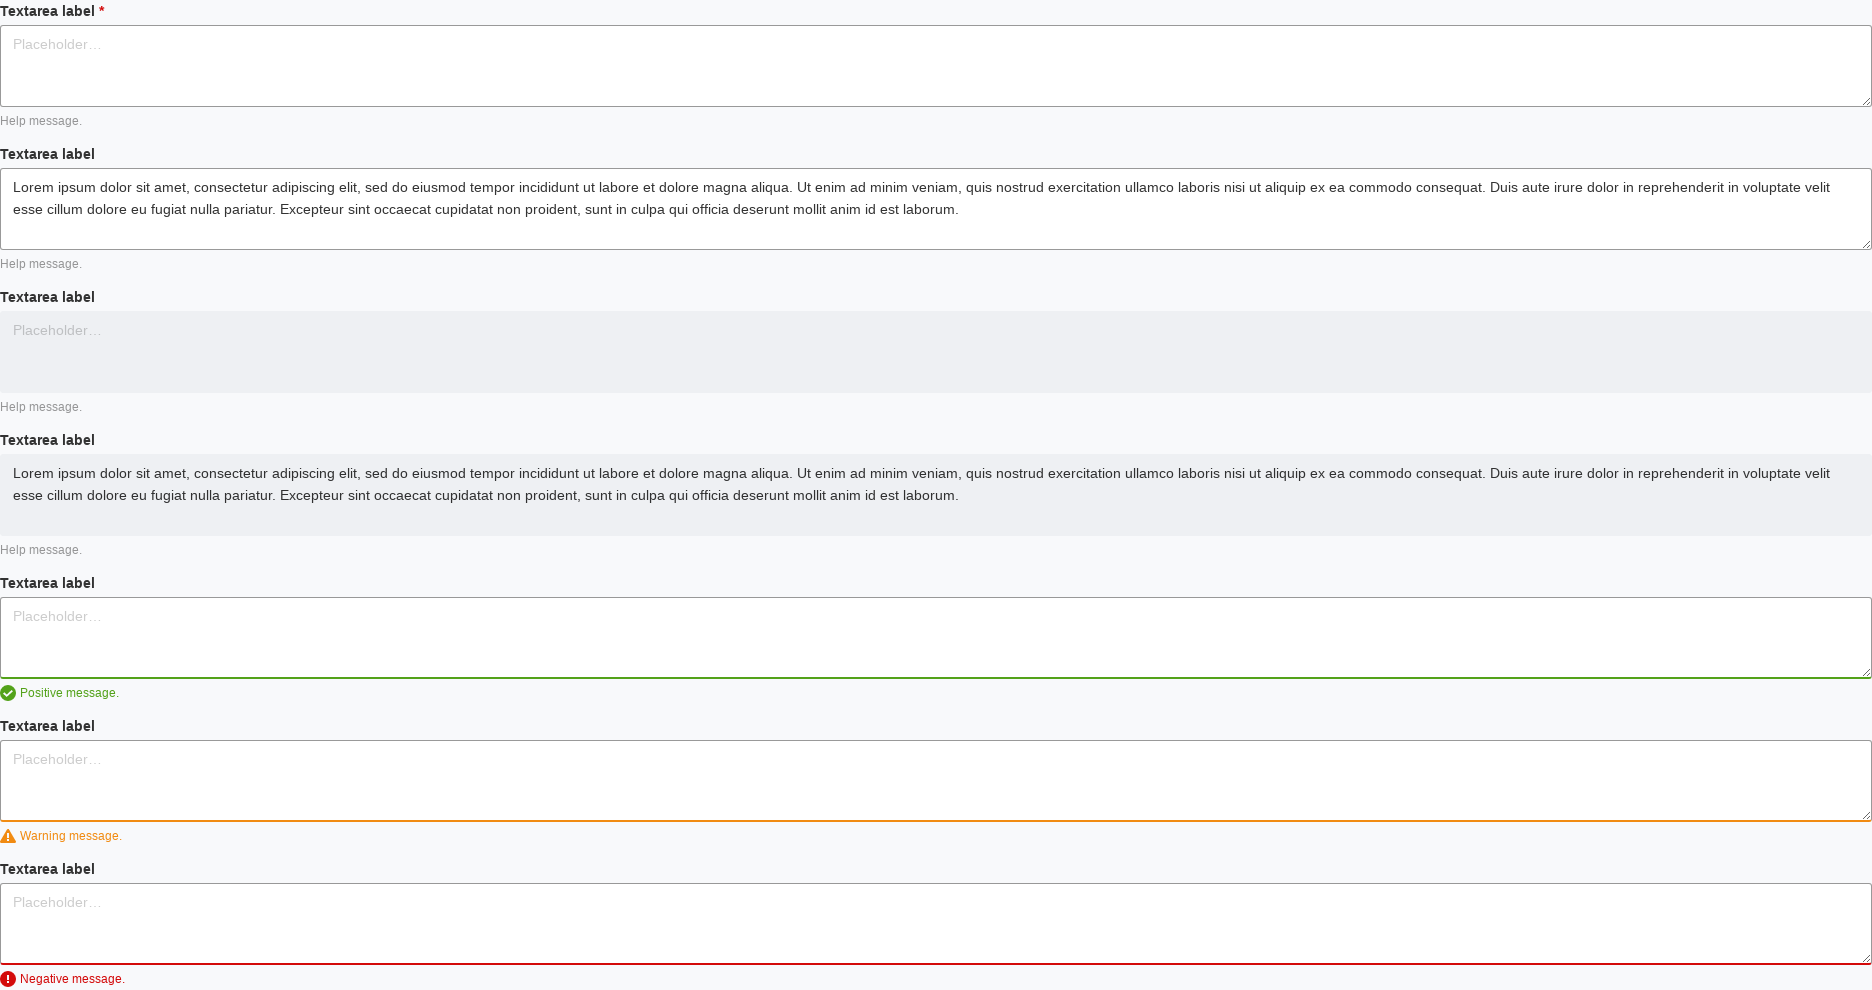 Textarea label *
Placeholder…
Help message.
Textarea label
Lorem ipsum dolor sit amet, consectetur adipiscing elit, sed do eiusmod tempor incididunt ut labore et dolore magna aliqua. Ut enim ad minim veniam, quis nostrud exercitation ullamco laboris nisi ut aliquip ex ea commodo consequat. Duis aute irure dolor in reprehenderit in voluptate velit
esse cillum dolore eu fugiat nulla pariatur. Excepteur sint occaecat cupidatat non proident, sunt in culpa qui officia deserunt mollit anim id est laborum.
Help message.
Textarea label
Placeholder…
Help message.
Textarea label
Lorem ipsum dolor sit amet, consectetur adipiscing elit, sed do eiusmod tempor incididunt ut labore et dolore magna aliqua. Ut enim ad minim veniam, quis nostrud exercitation ullamco laboris nisi ut aliquip ex ea commodo consequat. Duis aute irure dolor in reprehenderit in voluptate velit
esse cillum dolore eu fugiat nulla pariatur. Excepteur sint occaecat cupidatat non proident, sunt in culpa qui officia deserunt mollit anim id est laborum.
Help message.
Textarea label
Placeholder…
Positive message.
Textarea label
Placeholder…
Warning message.
Textarea label
Placeholder…
Negative message.